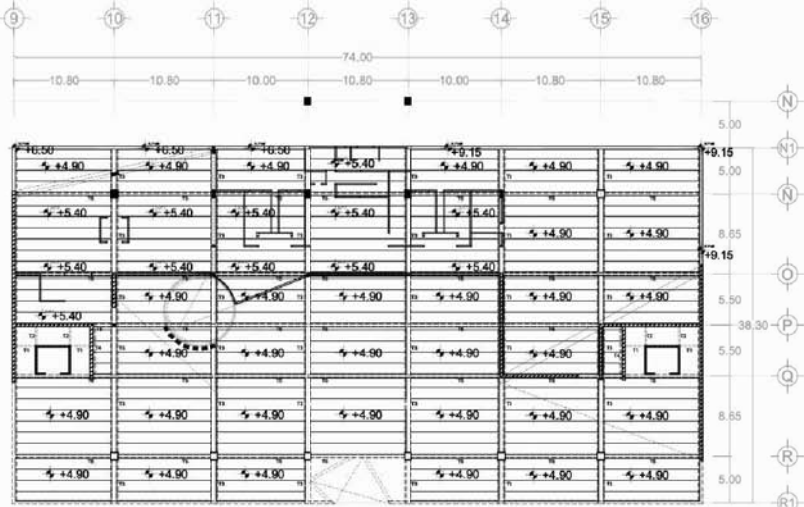 9 10 11 12 13 14 15 16
74.00
10.80 10.80 10.00 10.80 10.00 10.80 10.80
N
5.00
+6.50 +6.50 +6.50 +9.15 +9.15 N1
+4.90 +4.90 +4.90 +5.40 +4.90 +4.90 +4.90 5.00
Ñ
+5.40 +5.40 +5.40 +5.40 +5.40
+4.90 +4.90 8.65
+9.15
+5.40 +5.40 +5.40 +5.40 +5.40 O
+4.90 +4.90 +4.90 +4.90 +4.90 +4.90 5.50
+5.40 38.30 P
+4.90 +4.90 +4.90 +4.90 +4.90 5.50
Q
+4.90 +4.90 +4.90 +4.90 +4.90 +4.90 +4.90 8.65
R
+4.90 +4.90 +4.90 +4.90 +4.90 +4.90 5.00
R1